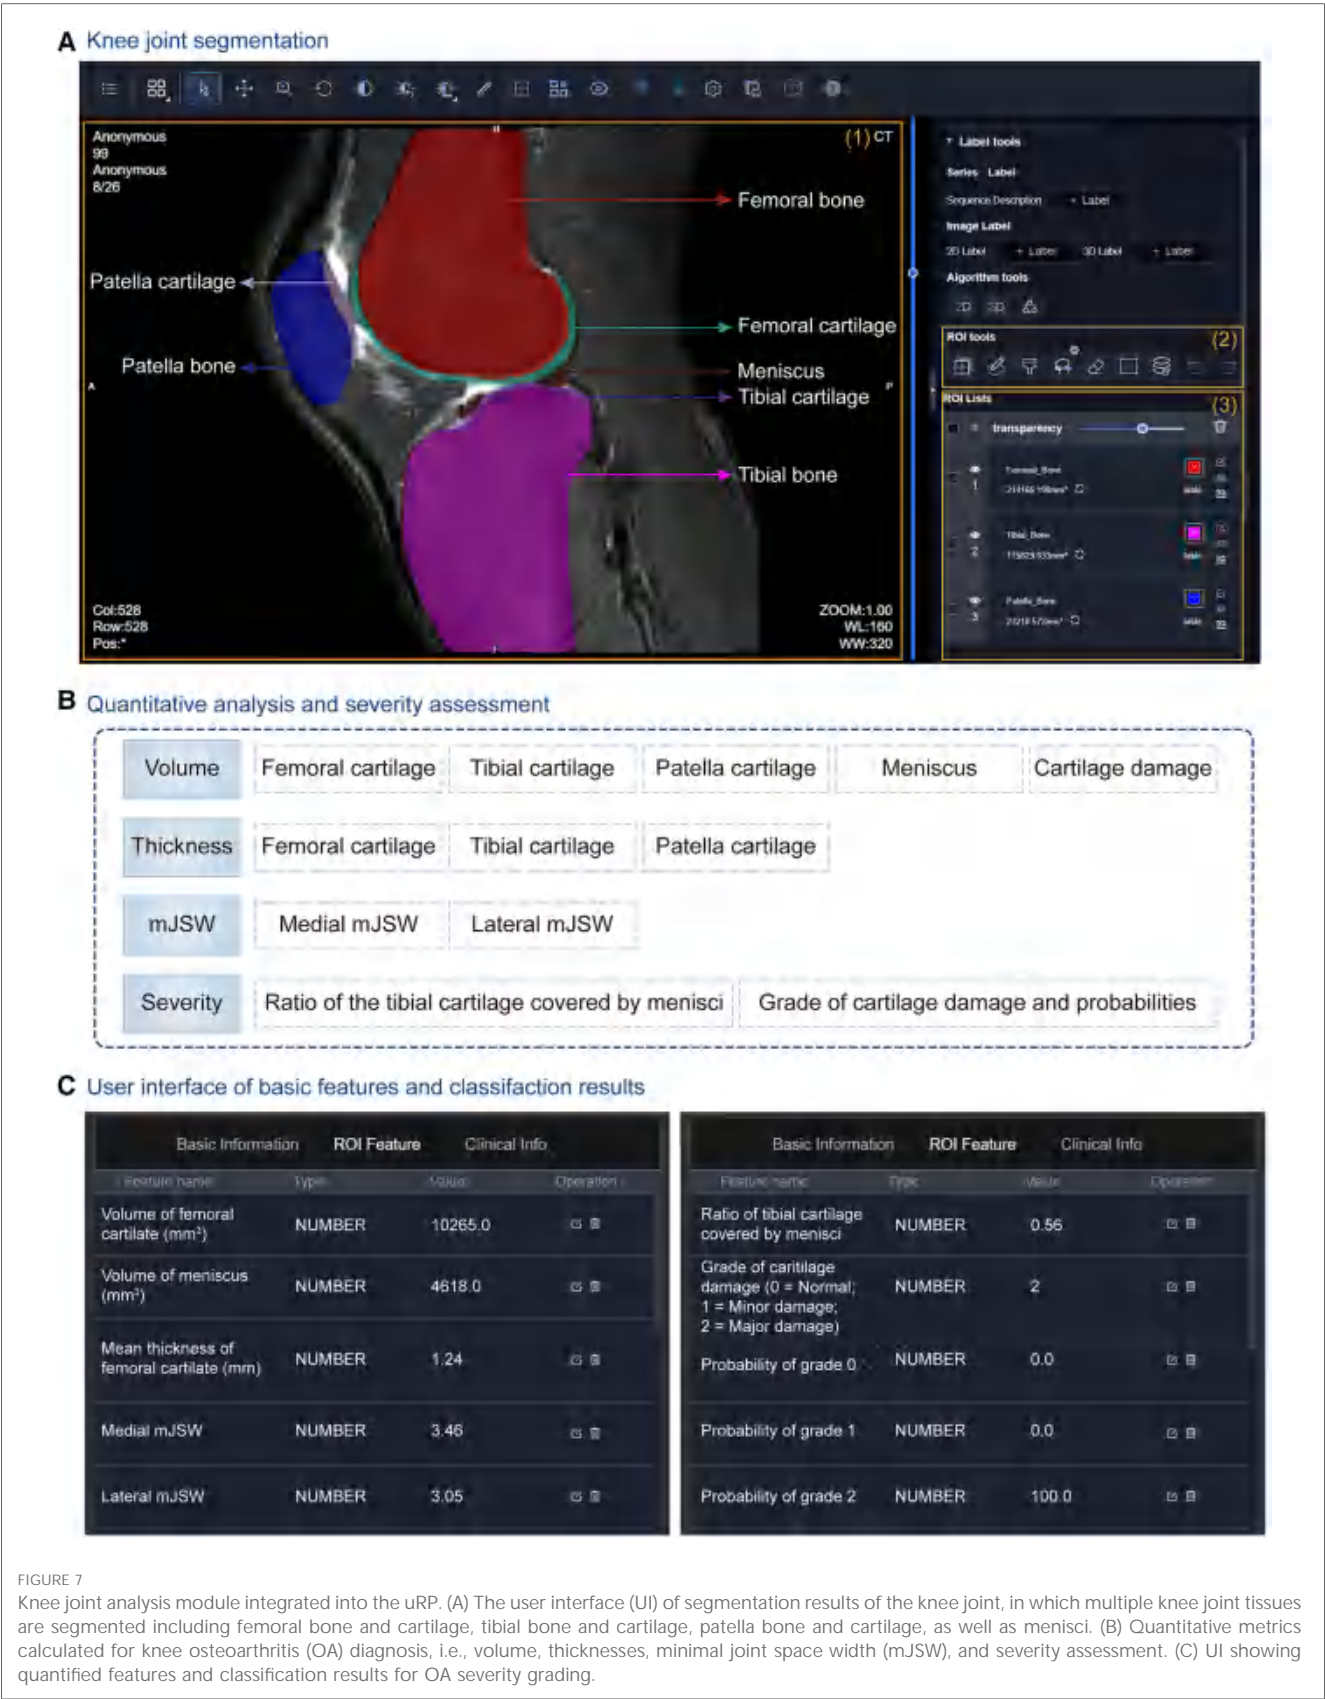 A Knee joint segmentation
Anonymous
99
Anonymous
8/26
(1) CT
H
Femoral bone
Patella cartilage
Femoral cartilage
Patella bone
Meniscus
Tibial cartilage
A
P
Tibial bone
Col:528
Row:528
Pos:*
ZOOM:1.00
WL:160
WW:320
Label tools
Series Label
Sequence Description + Label
Image Label
2D Label + Label 3D Label + Label
Algorithm tools
2D 3D
ROI tools
(2)
ROI Lists
(3)
transparency
1
Femoral_Bone
2
Tibial_Bone
3
Patella_Bone
B Quantitative analysis and severity assessment
Volume Femoral cartilage Tibial cartilage Patella cartilage Meniscus Cartilage damage
Thickness Femoral cartilage Tibial cartilage Patella cartilage
mJSW Medial mJSW Lateral mJSW
Severity Ratio of the tibial cartilage covered by menisci Grade of cartilage damage and probabilities
C User interface of basic features and classifaction results
Basic Information ROI Feature Clinical Info
Feature name Type Value Operation
Volume of femoral
cartilate (mm³) NUMBER 10265.0
Volume of meniscus
(mm³) NUMBER 4618.0
Mean thickness of
femoral cartilate (mm) NUMBER 1.24
Medial mJSW NUMBER 3.46
Lateral mJSW NUMBER 3.05
Basic Information ROI Feature Clinical Info
Feature name Type Value Operation
Ratio of tibial cartilage
covered by menisci NUMBER 0.56
Grade of caritilage
damage (0 = Normal; NUMBER 2
1 = Minor damage;
2 = Major damage)
Probability of grade 0 NUMBER 0.0
Probability of grade 1 NUMBER 0.0
Probability of grade 2 NUMBER 100.0
FIGURE 7
Knee joint analysis module integrated into the uRP. (A) The user interface (UI) of segmentation results of the knee joint, in which multiple knee joint tissues
are segmented including femoral bone and cartilage, tibial bone and cartilage, patella bone and cartilage, as well as menisci. (B) Quantitative metrics
calculated for knee osteoarthritis (OA) diagnosis, i.e., volume, thicknesses, minimal joint space width (mJSW), and severity assessment. (C) UI showing
quantified features and classification results for OA severity grading.